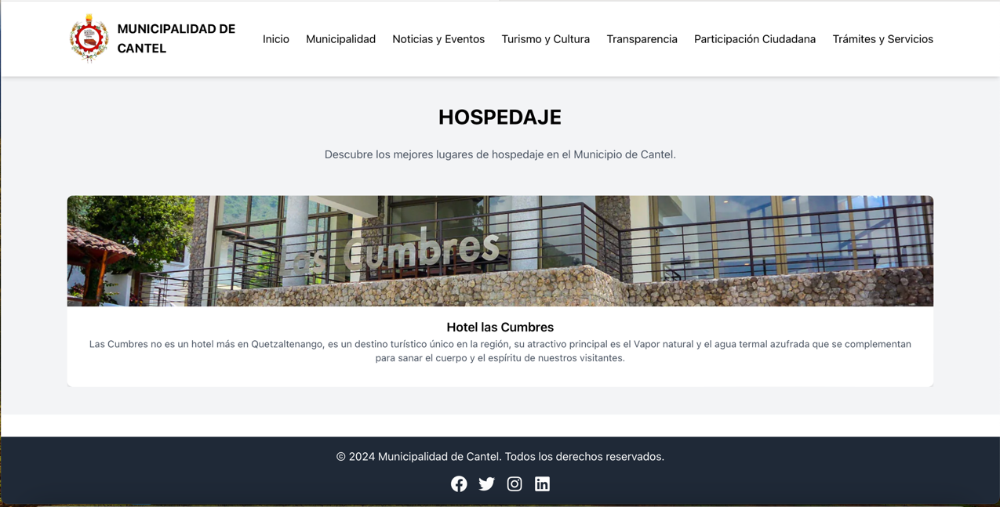 MUNICIPALIDAD DE
CANTEL
Inicio Municipalidad Noticias y Eventos Turismo y Cultura Transparencia Participación Ciudadana Trámites y Servicios
HOSPEDAJE
Descubre los mejores lugares de hospedaje en el Municipio de Cantel.
Las Cumbres
Hotel las Cumbres
Las Cumbres no es un hotel más en Quetzaltenango, es un destino turístico único en la región, su atractivo principal es el Vapor natural y el agua termal azufrada que se complementan
para sanar el cuerpo y el espíritu de nuestros visitantes.
© 2024 Municipalidad de Cantel. Todos los derechos reservados.